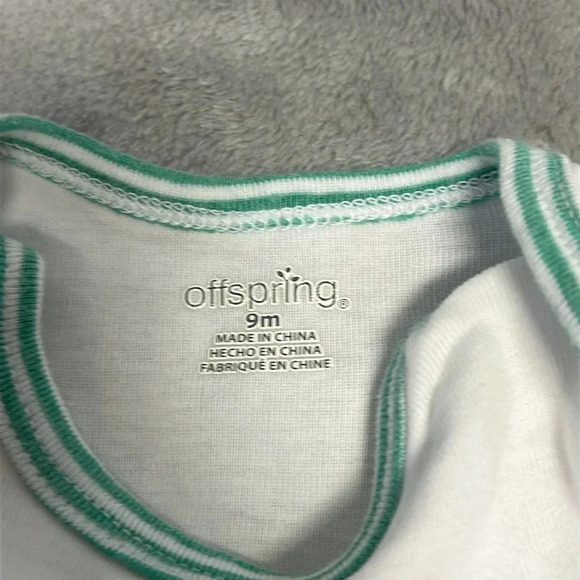 offspring®
9m
MADE IN CHINA
HECHO EN CHINA
FABRIQUÉ EN CHINE